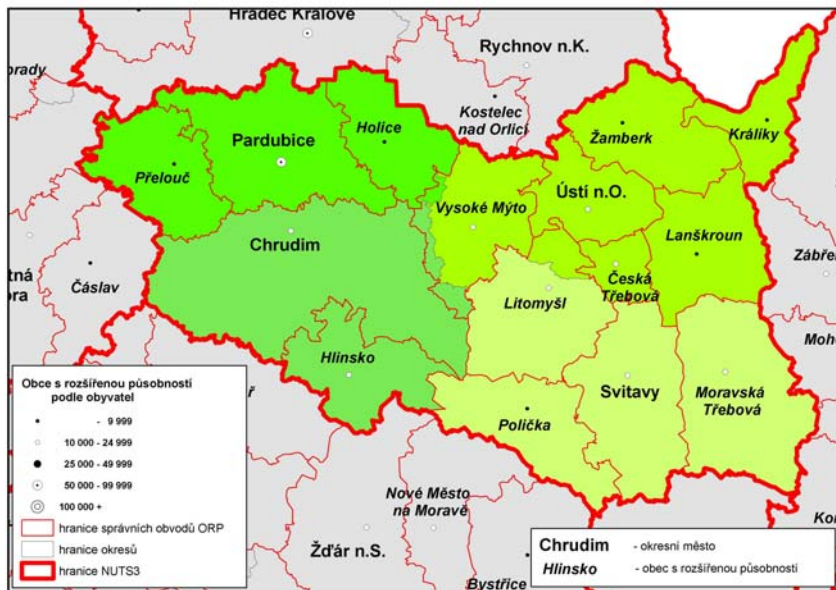 Hradec Králové
Rychnov n.K.
Kostelec
nad Orlicí
Holice
Pardubice
Přelouč
Žamberk
Králíky
Ústí n.O.
Vysoké Mýto
Chrudim
Lanškroun
Čáslav
Česká
Třebová
Litomyšl
Zábřeh
Hlinsko
Svitavy
Moravská
Třebová
Polička
Nové Město
na Moravě
Žďár n.S.
Bystřice
Obce s rozšířenou působností
podle obyvatel
- 9 999
10 000 - 24 999
25 000 - 49 999
50 000 - 99 999
100 000 +
hranice správních obvodů ORP
hranice okresů
hranice NUTS3
Chrudim - okresní město
Hlinsko - obec s rozšířenou působností